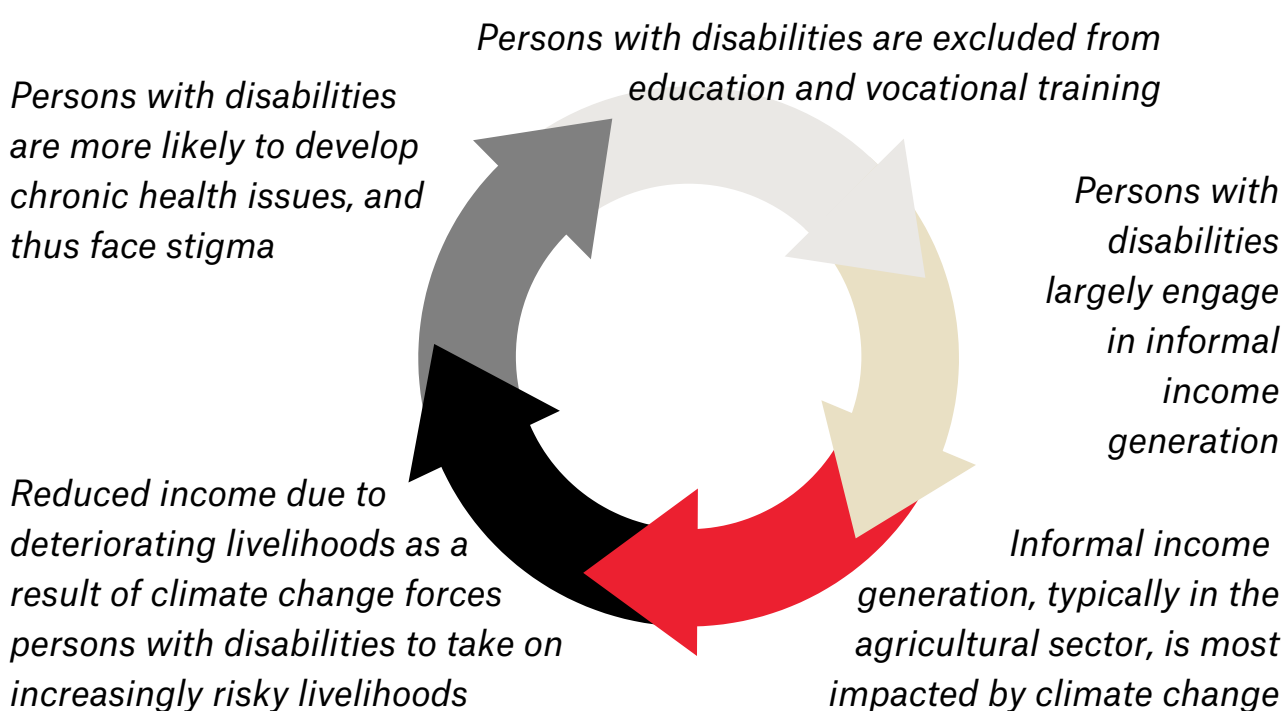 Persons with disabilities are excluded from
education and vocational training
Persons with
disabilities
largely engage
in informal
income
generation
Informal income
generation, typically in the
agricultural sector, is most
impacted by climate change
Reduced income due to
deteriorating livelihoods as a
result of climate change forces
persons with disabilities to take on
increasingly risky livelihoods
Persons with disabilities
are more likely to develop
chronic health issues, and
thus face stigma